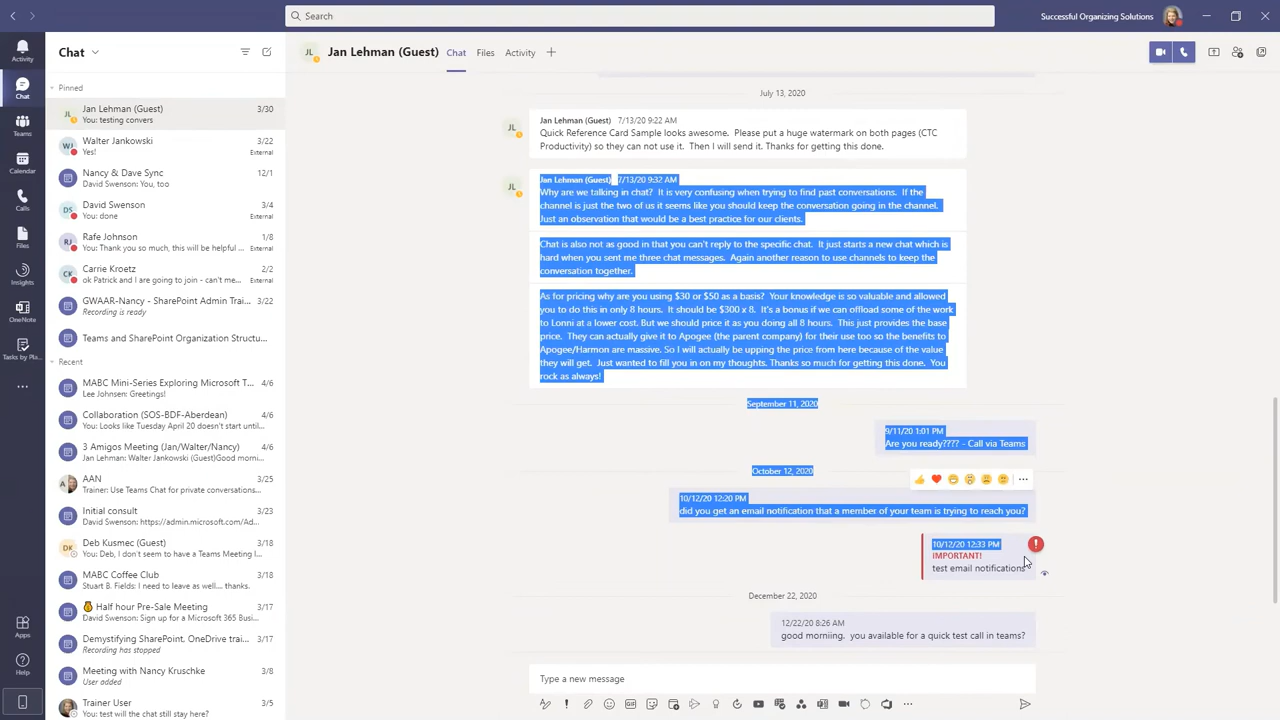 Search
Successful Organizing Solutions
Activity
Chat
Teams
Calendar
Calls
Files
Insights
OneNote
Tasks by Pla...
Apps
Help
Chat
Pinned
Jan Lehman (Guest) 3/30
You: testing convers
Walter Jankowski 3/22
Yes! External
Nancy & Dave Sync 12/1
David Swenson: You, too
David Swenson 3/4
You: done External
Rafe Johnson 1/8
You: Thank you so much, this will be helpful ... External
Carrie Kroetz 2/2
ok Patrick and I are going to join - can't me... External
GWAAR-Nancy - SharePoint Admin Trai... 3/22
Recording is ready
Teams and SharePoint Organization Structu...
Recent
MABC Mini-Series Exploring Microsoft T... 4/6
Lee Johnsen: Greetings!
Collaboration (SOS-BDF-Aberdean) 4/6
You: Looks like Tuesday April 20 doesn't start until...
3 Amigos Meeting (Jan/Walter/Nancy) 4/6
Jan Lehman: Walter Jankowski (Guest)Good morni...
AAN 3/25
Trainer: Use Teams Chat for private conversations...
Initial consult 3/23
David Swenson: https://admin.microsoft.com/Ad...
Deb Kusmec (Guest) 3/18
You: Deb, I don't seem to have a Teams Meeting l...
MABC Coffee Club 3/18
Stuart B. Fields: I need to leave as well.... thanks.
Half hour Pre-Sale Meeting 3/17
David Swenson: Sign up for a Microsoft 365 Busi...
Demystifying SharePoint, OneDrive trai... 3/17
Recording has stopped
Meeting with Nancy Kruschke 3/8
User added
Trainer User 3/5
You: test will the chat still stay here?
JL Jan Lehman (Guest) Chat Files Activity
July 13, 2020
Jan Lehman (Guest) 7/13/20 9:22 AM
Quick Reference Card Sample looks awesome. Please put a huge watermark on both pages (CTC
Productivity) so they can not use it. Then I will send it. Thanks for getting this done.
Jan Lehman (Guest) 7/13/20 9:32 AM
Why are we talking in chat? It is very confusing when trying to find past conversations. If the
channel is just the two of us it seems like you should keep the conversation going in the channel.
Just an observation that would be a best practice for our clients.
Chat is also not as good in that you can't reply to the specific chat. It just starts a new chat which is
hard when you sent me three chat messages. Again another reason to use channels to keep the
conversation together.
As for pricing why are you using $30 or $50 as a basis? Your knowledge is so valuable and allowed
you to do this in only 8 hours. It should be $300 x 8. It's a bonus if we can offload some of the work
to Lonni at a lower cost. But we should price it as you doing all 8 hours. This just provides the base
price. They can actually give it to Apogee (the parent company) for their use too so the benefits to
Apogee/Harmon are massive. So I will actually be upping the price from here because of the value
they will get. Just wanted to fill you in on my thoughts. Thanks so much for getting this done. You
rock as always!
September 11, 2020
9/11/20 1:01 PM
Are you ready???? - Call via Teams
October 12, 2020
10/12/20 12:20 PM
did you get an email notification that a member of your team is trying to reach you?
10/12/20 12:33 PM
IMPORTANT!
test email notifications
December 22, 2020
12/22/20 8:26 AM
good morniing. you available for a quick test call in teams?
Type a new message